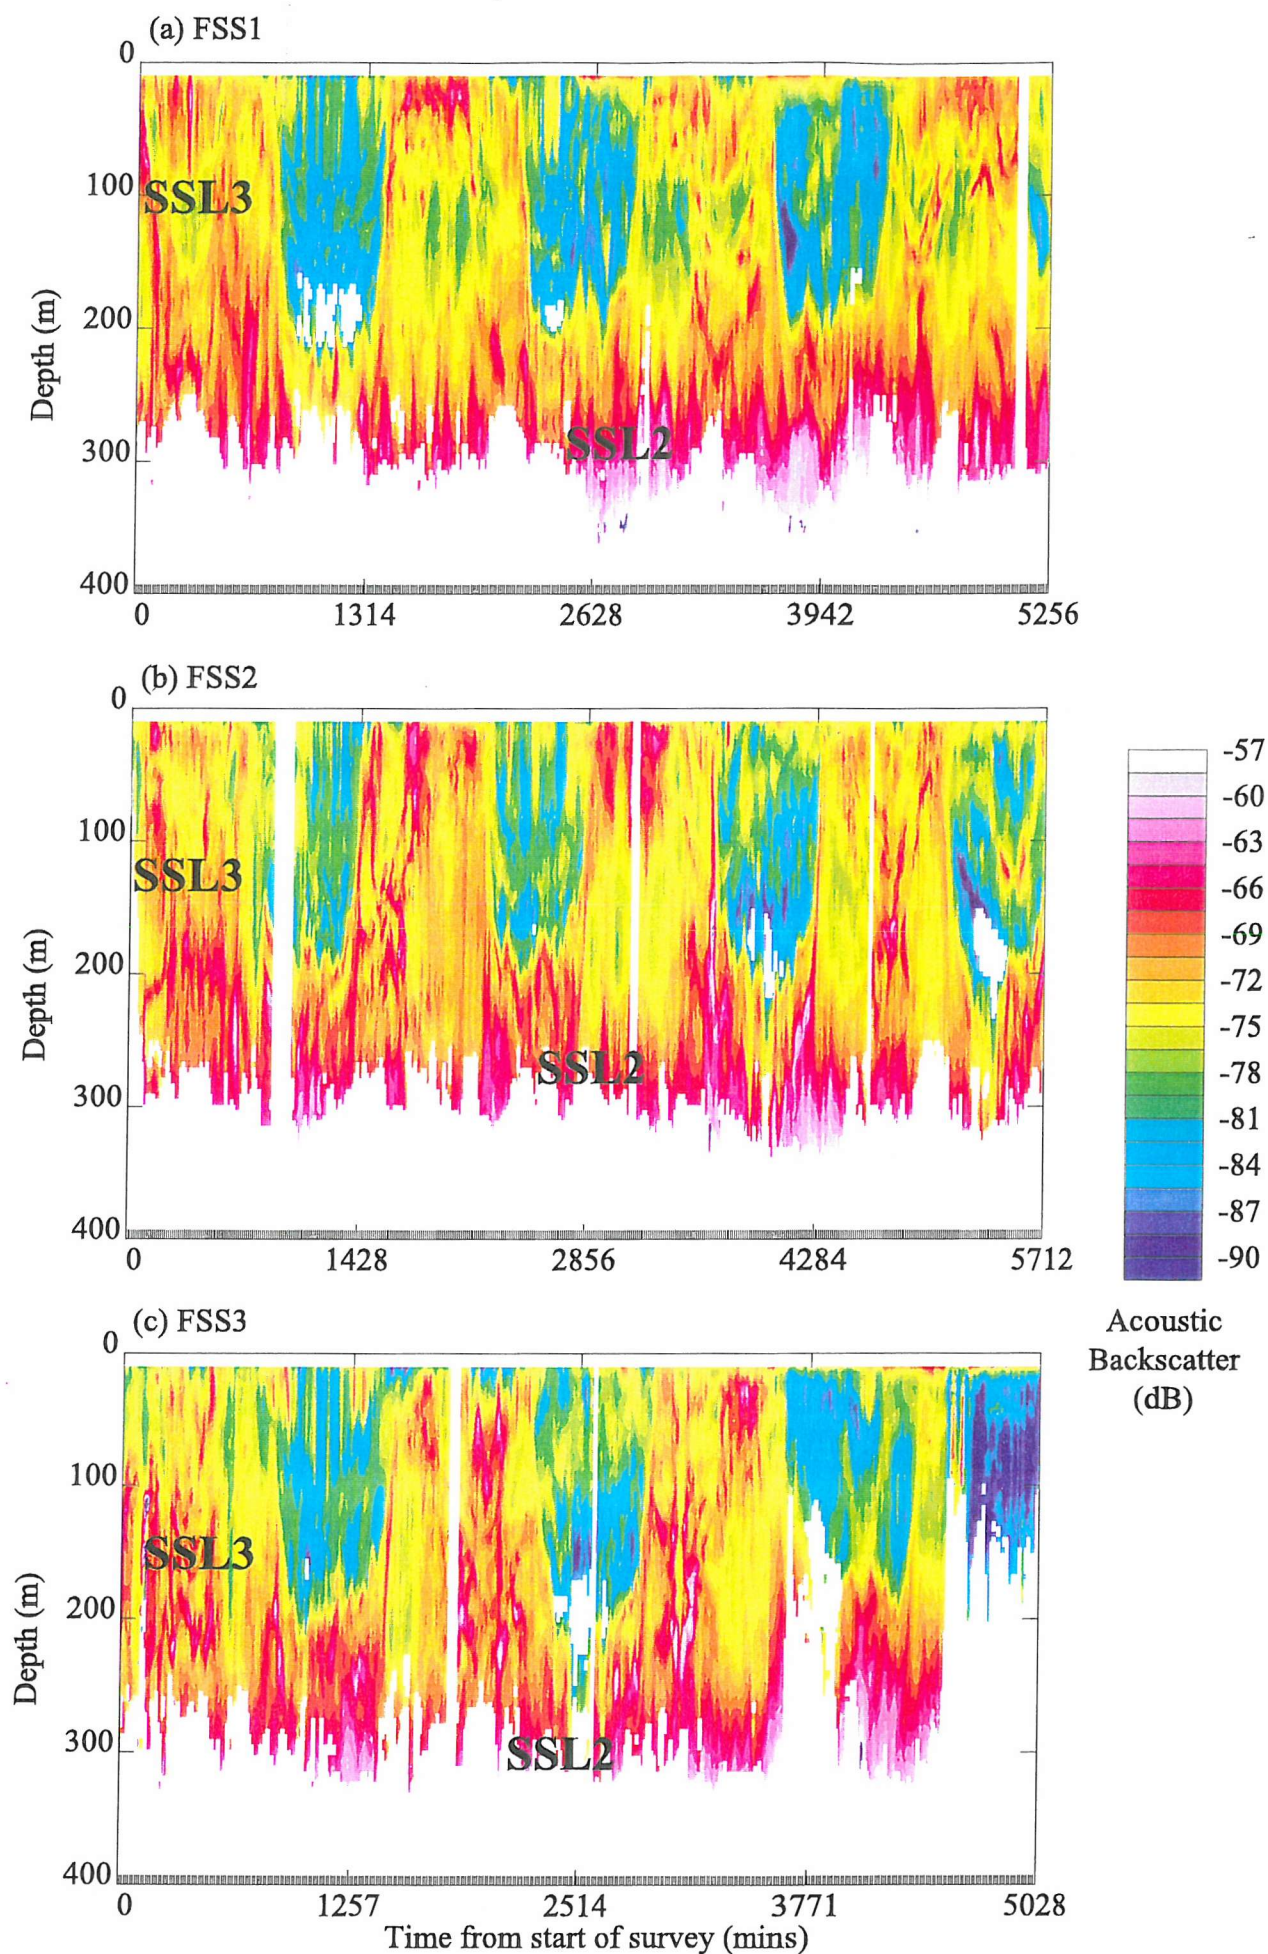 (a) FSS1
0
100
SSL3
200
Depth (m)
300
SSL2
400
0 1314 2628 3942 5256
(b) FSS2
0
100
SSL3
200
Depth (m)
SSL2
300
400
0 1428 2856 4284 5712
-57
-60
-63
-66
-69
-72
-75
-78
-81
-84
-87
-90
Acoustic
Backscatter
(dB)
(c) FSS3
0
100
SSL3
200
Depth (m)
300
SSL2
400
0 1257 2514 3771 5028
Time from start of survey (mins)